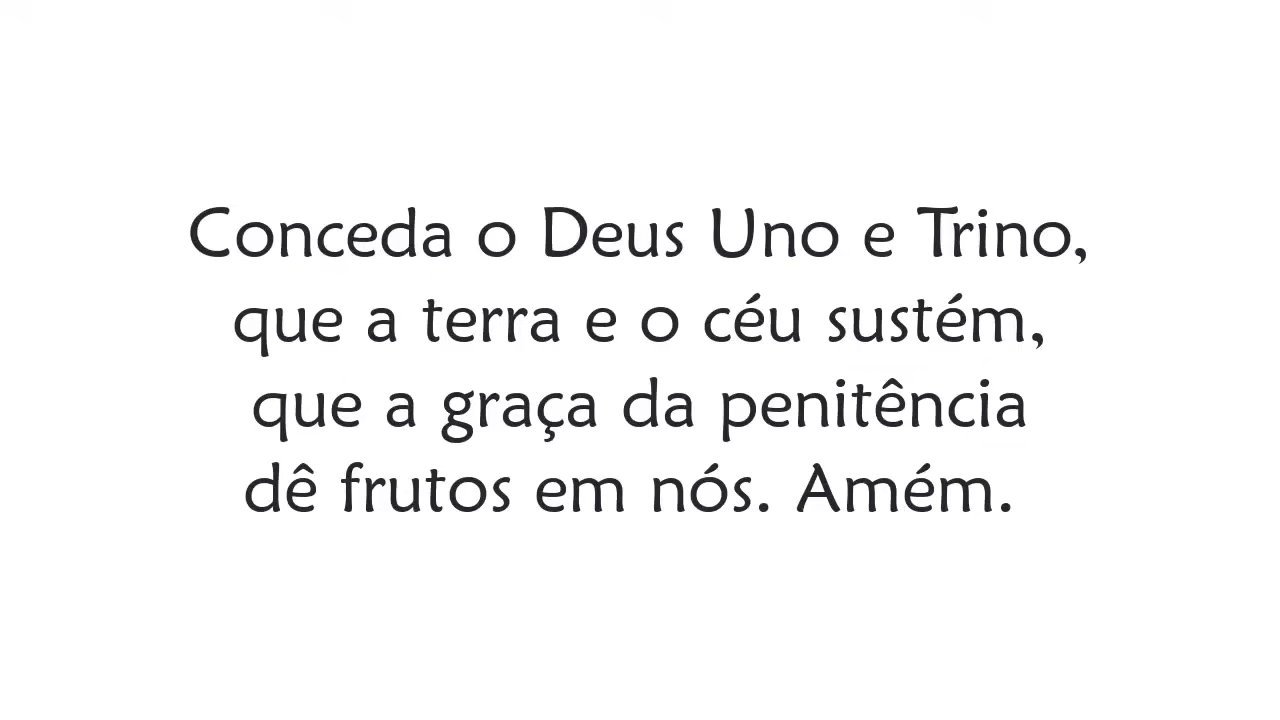 Conceda o Deus Uno e Trino,
que a terra e o céu sustém,
que a graça da penitência
dê frutos em nós. Amém.